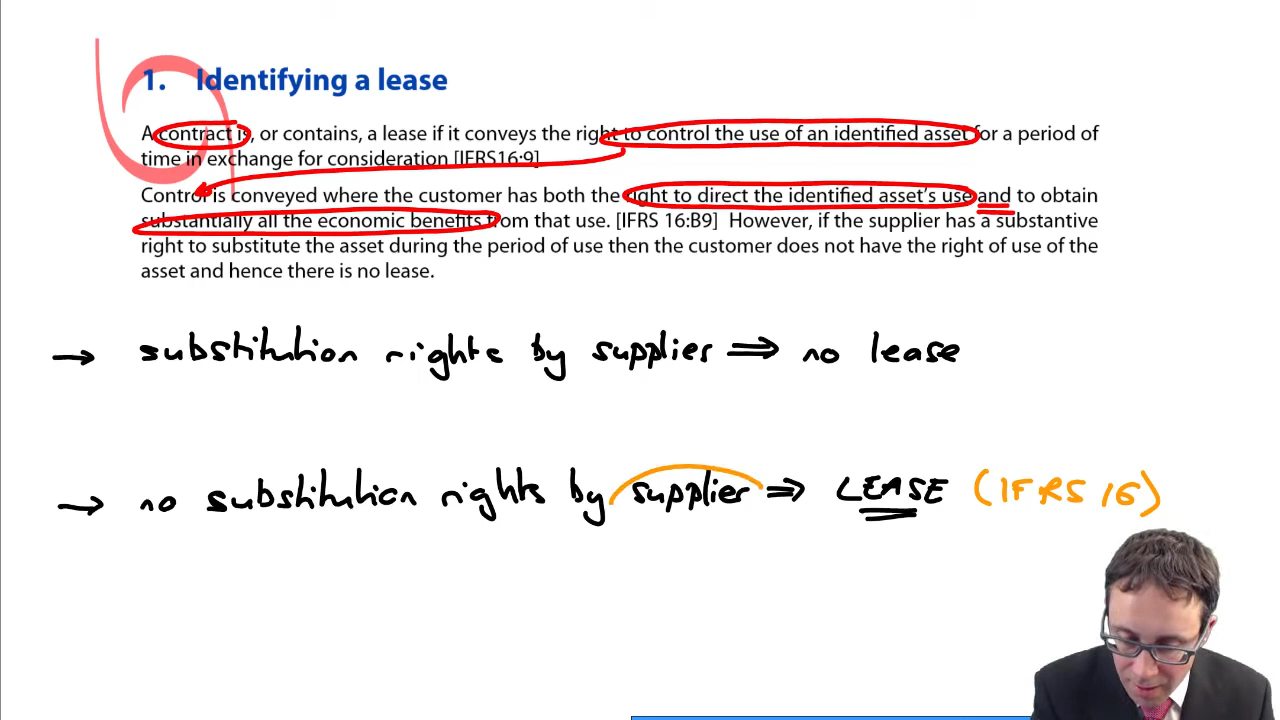 1. Identifying a lease
A contract is, or contains, a lease if it conveys the right to control the use of an identified asset for a period of
time in exchange for consideration [IFRS16:9]
Control is conveyed where the customer has both the right to direct the identified asset's use and to obtain
substantially all the economic benefits from that use. [IFRS 16:B9] However, if the supplier has a substantive
right to substitute the asset during the period of use then the customer does not have the right of use of the
asset and hence there is no lease.
→ substitution rights by supplier ⇒ no lease
→ no substitution rights by supplier ⇒ LEASE (IFRS 16)